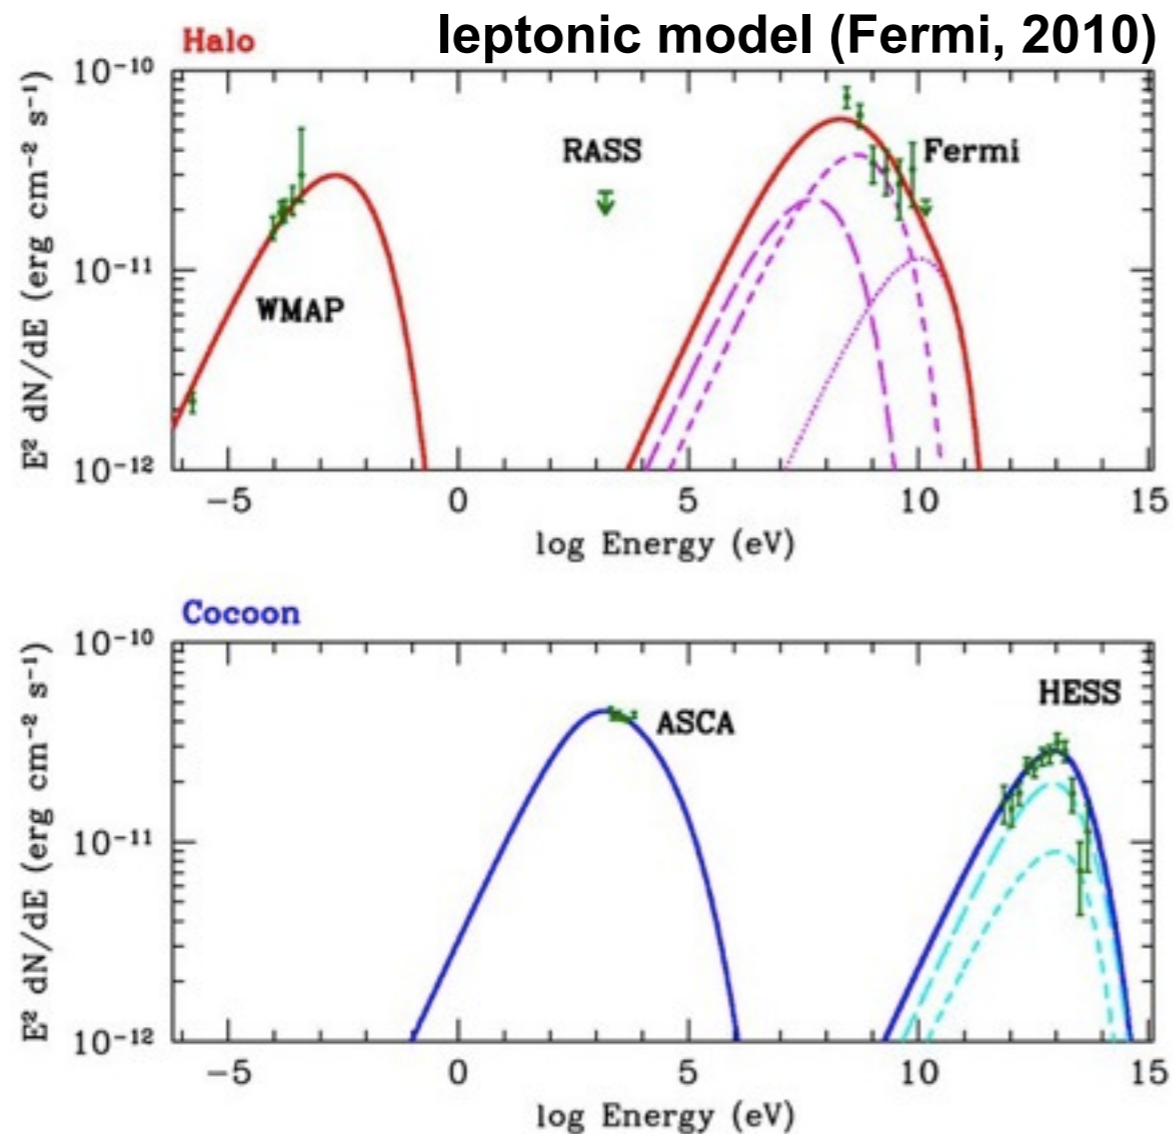 Halo leptonic model (Fermi, 2010)
10⁻¹⁰
RASS
Fermi
10⁻¹¹
WMAP
10⁻¹²
E² dN/dE (erg cm⁻² s⁻¹)
−5 0 5 10 15
log Energy (eV)
Cocoon
10⁻¹⁰
HESS
ASCA
10⁻¹¹
10⁻¹²
E² dN/dE (erg cm⁻² s⁻¹)
−5 0 5 10 15
log Energy (eV)